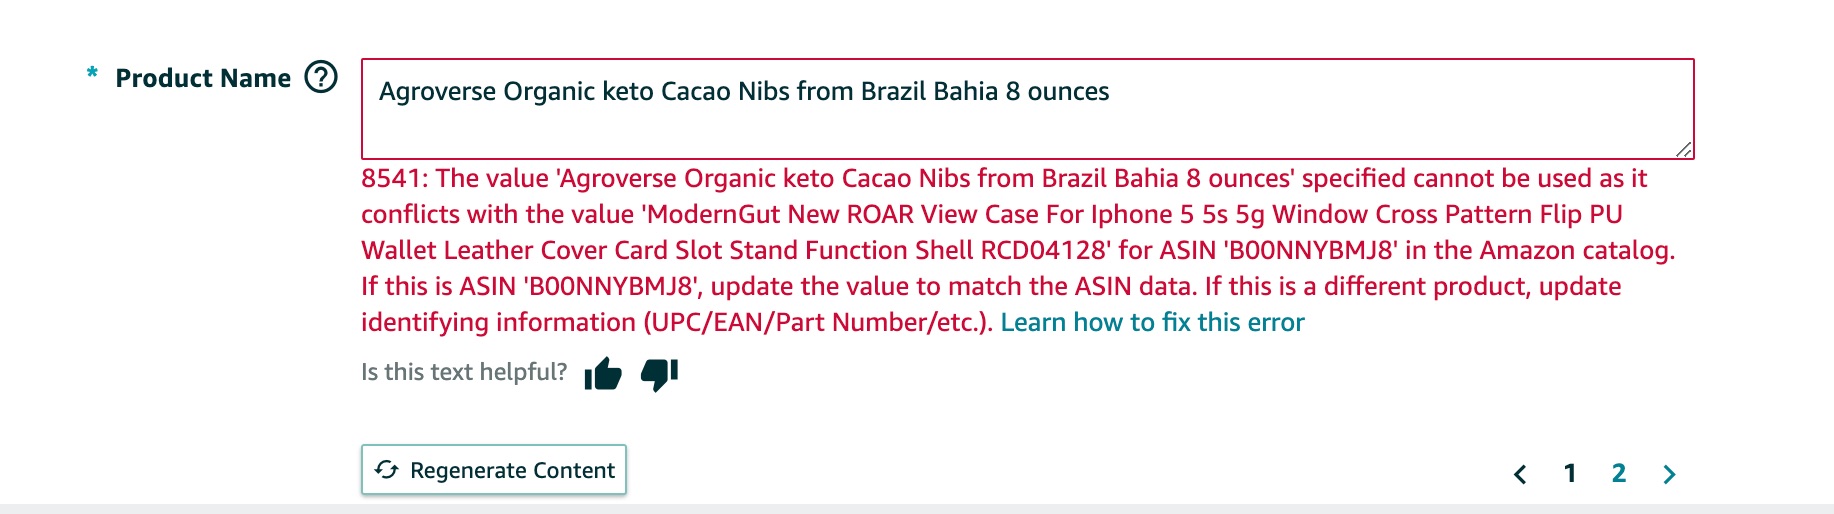 * Product Name ?
Agroverse Organic keto Cacao Nibs from Brazil Bahia 8 ounces
8541: The value 'Agroverse Organic keto Cacao Nibs from Brazil Bahia 8 ounces' specified cannot be used as it
conflicts with the value 'ModernGut New ROAR View Case For Iphone 5 5s 5g Window Cross Pattern Flip PU
Wallet Leather Cover Card Slot Stand Function Shell RCD04128' for ASIN 'B00NNYBMJ8' in the Amazon catalog.
If this is ASIN 'B00NNYBMJ8', update the value to match the ASIN data. If this is a different product, update
identifying information (UPC/EAN/Part Number/etc.). Learn how to fix this error
Is this text helpful?
Regenerate Content
1 2